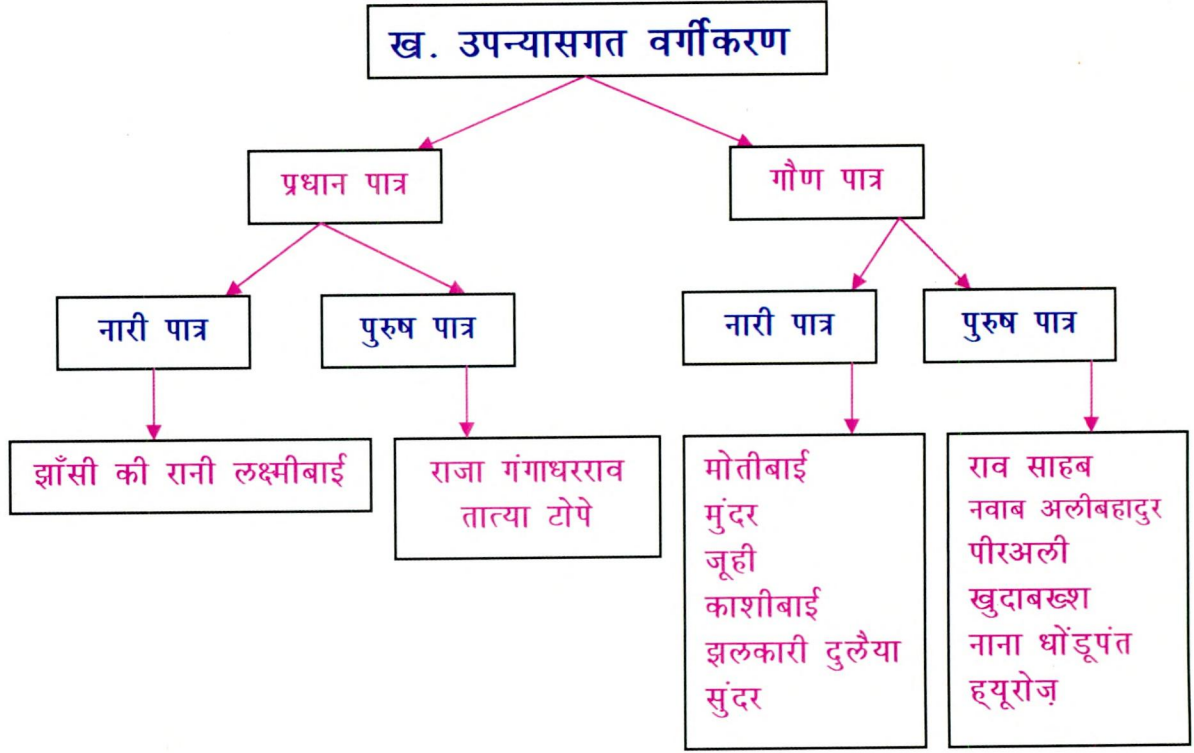 ख. उपन्यासगत वर्गीकरण
प्रधान पात्र
गौण पात्र
नारी पात्र
पुरुष पात्र
नारी पात्र
पुरुष पात्र
झाँसी की रानी लक्ष्मीबाई
राजा गंगाधरराव
तात्या टोपे
मोतीबाई
मुंदर
जूही
काशीबाई
झलकारी दुलैया
सुंदर
राव साहब
नवाब अलीबहादुर
पीरअली
खुदाबख्श
नाना धोंडूपंत
ह्यूरोज़